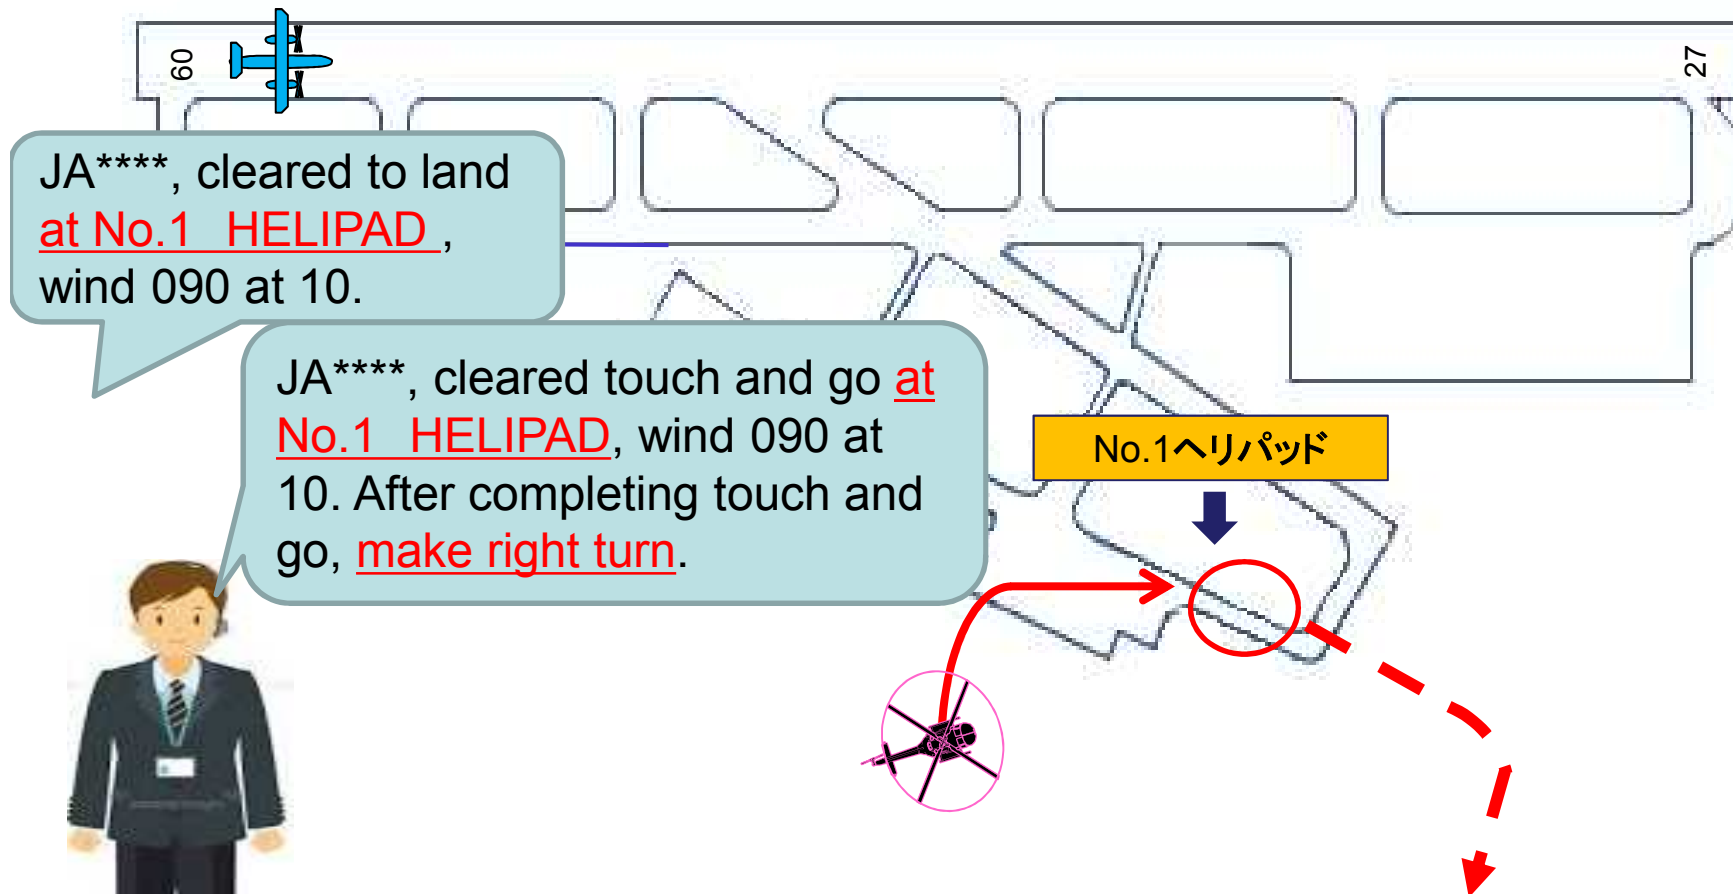 09
27
JA****, cleared to land
at No.1 HELIPAD ,
wind 090 at 10.
JA****, cleared touch and go at
No.1 HELIPAD, wind 090 at
10. After completing touch and
go, make right turn.
No.1ヘリパッド